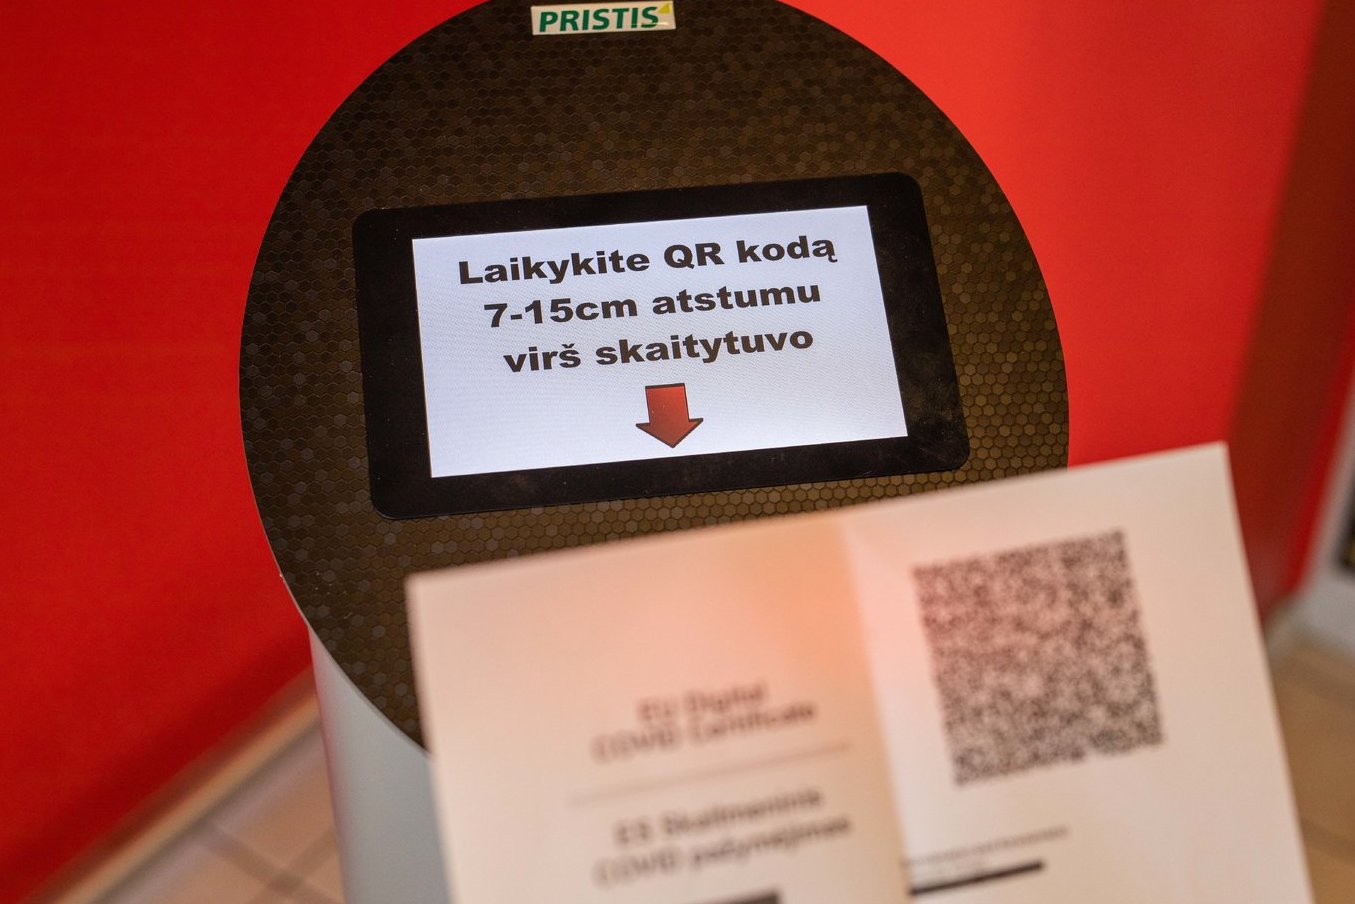 PRISTIS
Laikykite QR kodą
7-15cm atstumu
virš skaitytuvo
EU Digital
COVID Certificate
ES Skaitmeninis
COVID pažymėjimas